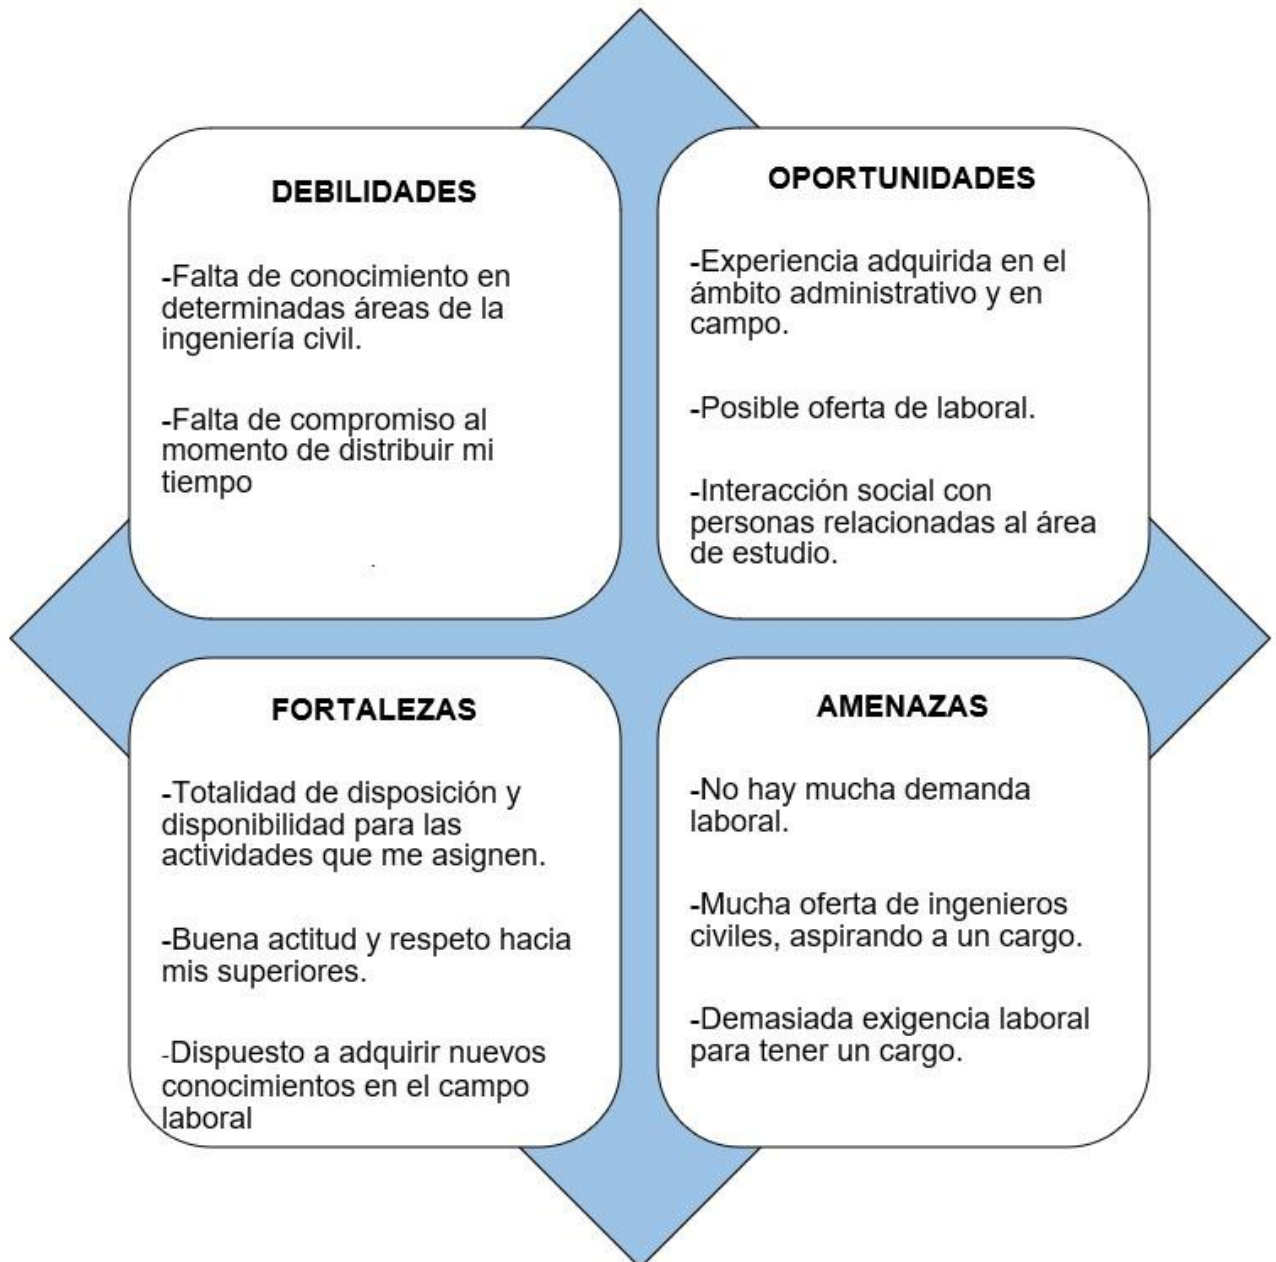 DEBILIDADES
-Falta de conocimiento en
determinadas áreas de la
ingeniería civil.
-Falta de compromiso al
momento de distribuir mi
tiempo
.
OPORTUNIDADES
-Experiencia adquirida en el
ámbito administrativo y en
campo.
-Posible oferta de laboral.
-Interacción social con
personas relacionadas al área
de estudio.
FORTALEZAS
-Totalidad de disposición y
disponibilidad para las
actividades que me asignen.
-Buena actitud y respeto hacia
mis superiores.
-Dispuesto a adquirir nuevos
conocimientos en el campo
laboral
AMENAZAS
-No hay mucha demanda
laboral.
-Mucha oferta de ingenieros
civiles, aspirando a un cargo.
-Demasiada exigencia laboral
para tener un cargo.